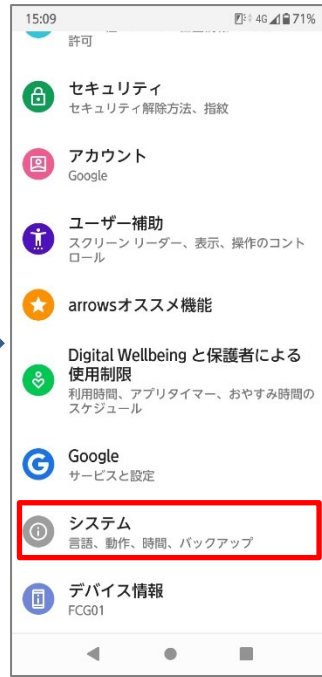 15:09
4G 71%
許可
セキュリティ
セキュリティ解除方法、指紋
アカウント
Google
ユーザー補助
スクリーン リーダー、表示、操作のコント
ロール
arrowsオススメ機能
Digital Wellbeing と保護者による
使用制限
利用時間、アプリタイマー、おやすみ時間の
スケジュール
Google
サービスと設定
システム
言語、動作、時間、バックアップ
デバイス情報
FCG01